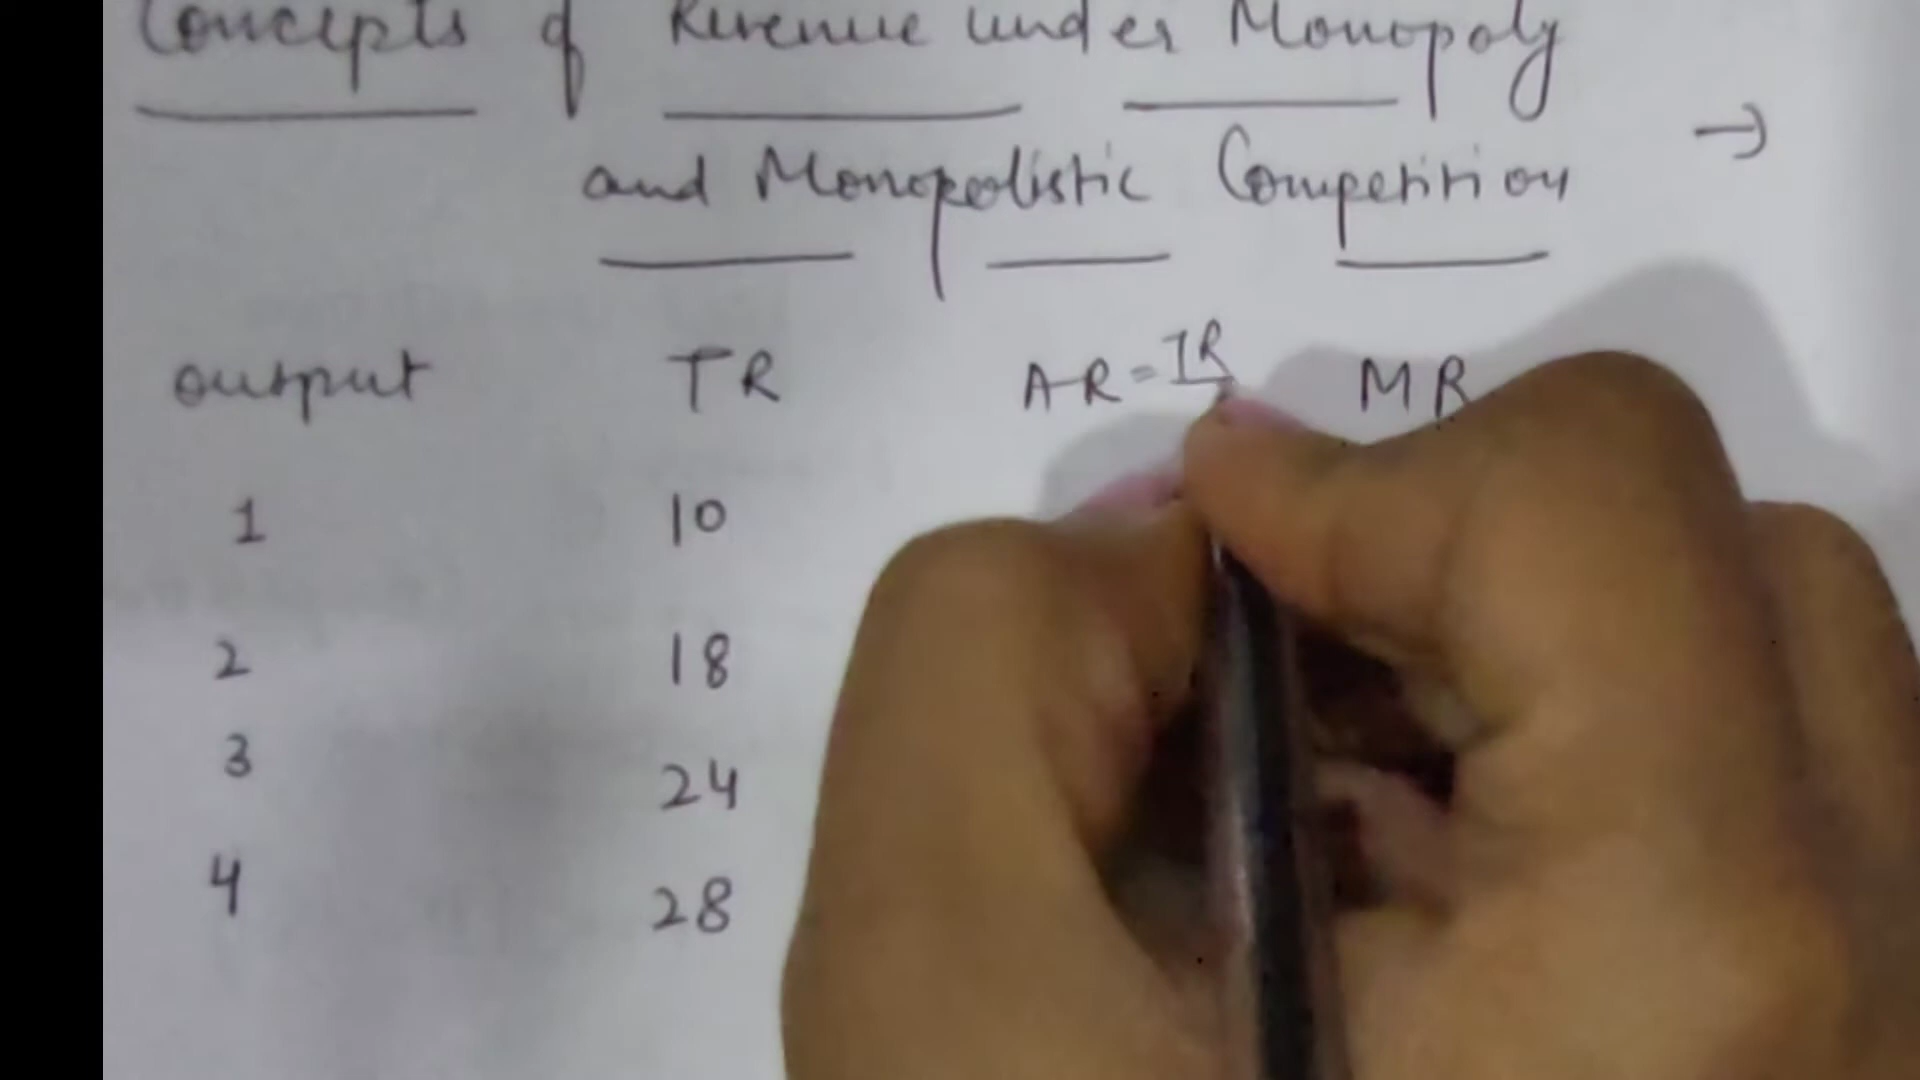 Concepts of Revenue under Monopoly
and Monopolistic Competition →
output TR AR = TR MR
1 10
2 18
3 24
4 28